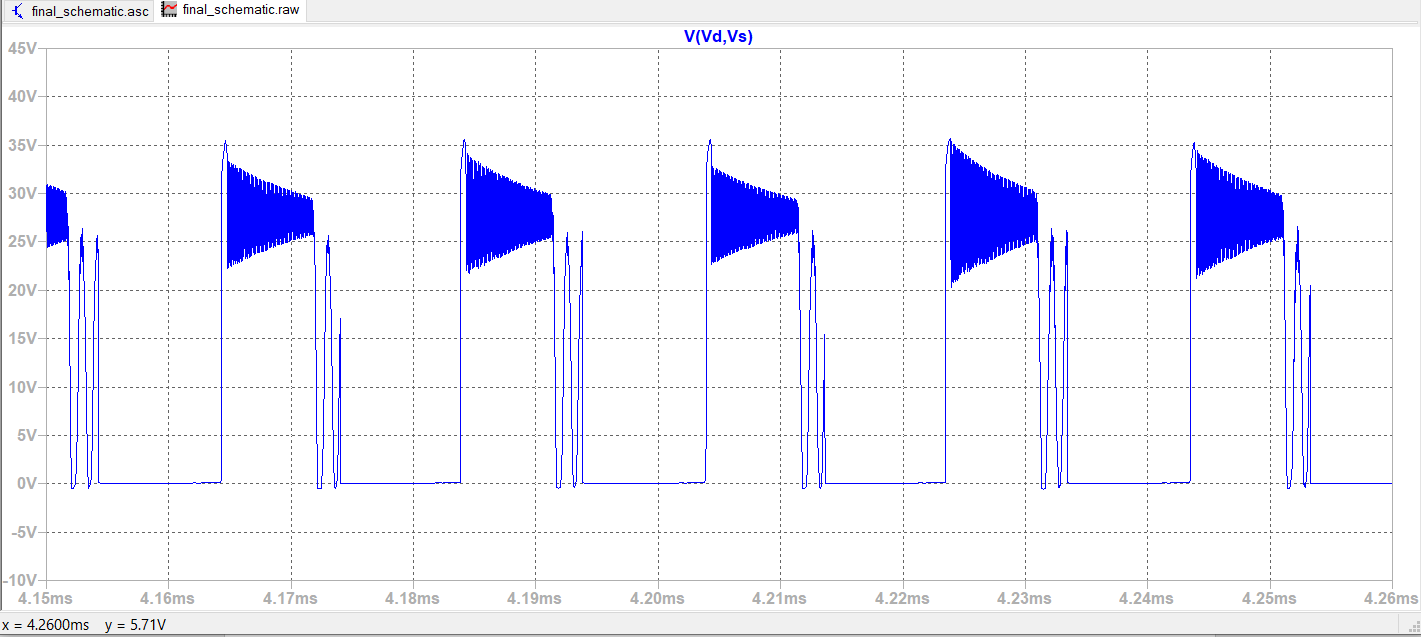 final_schematic.asc final_schematic.raw
V(Vd,Vs)
45V
40V
35V
30V
25V
20V
15V
10V
5V
0V
-5V
-10V
4.15ms 4.16ms 4.17ms 4.18ms 4.19ms 4.20ms 4.21ms 4.22ms 4.23ms 4.24ms 4.25ms 4.26ms
x = 4.2600ms y = 5.71V